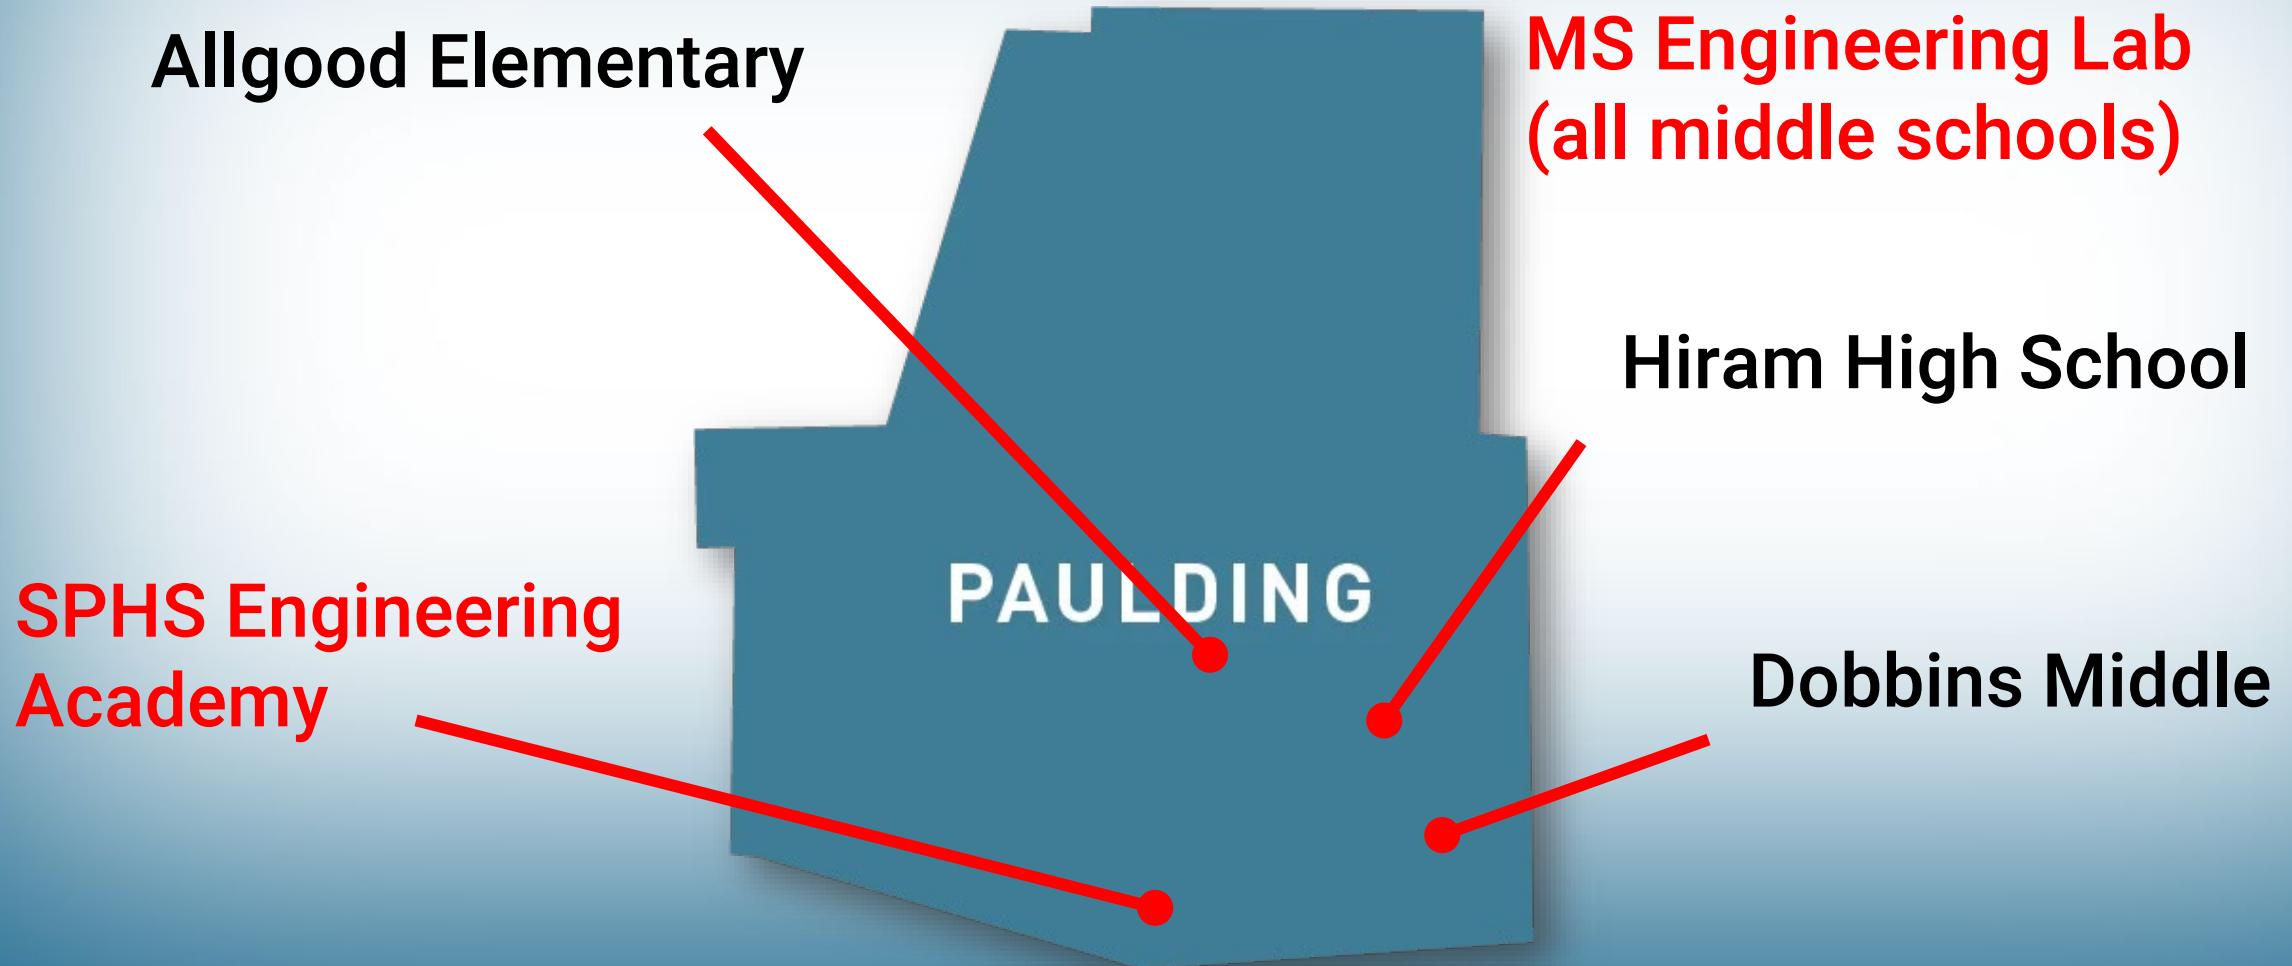 Allgood Elementary
MS Engineering Lab
(all middle schools)
Hiram High School
PAULDING
SPHS Engineering
Academy
Dobbins Middle